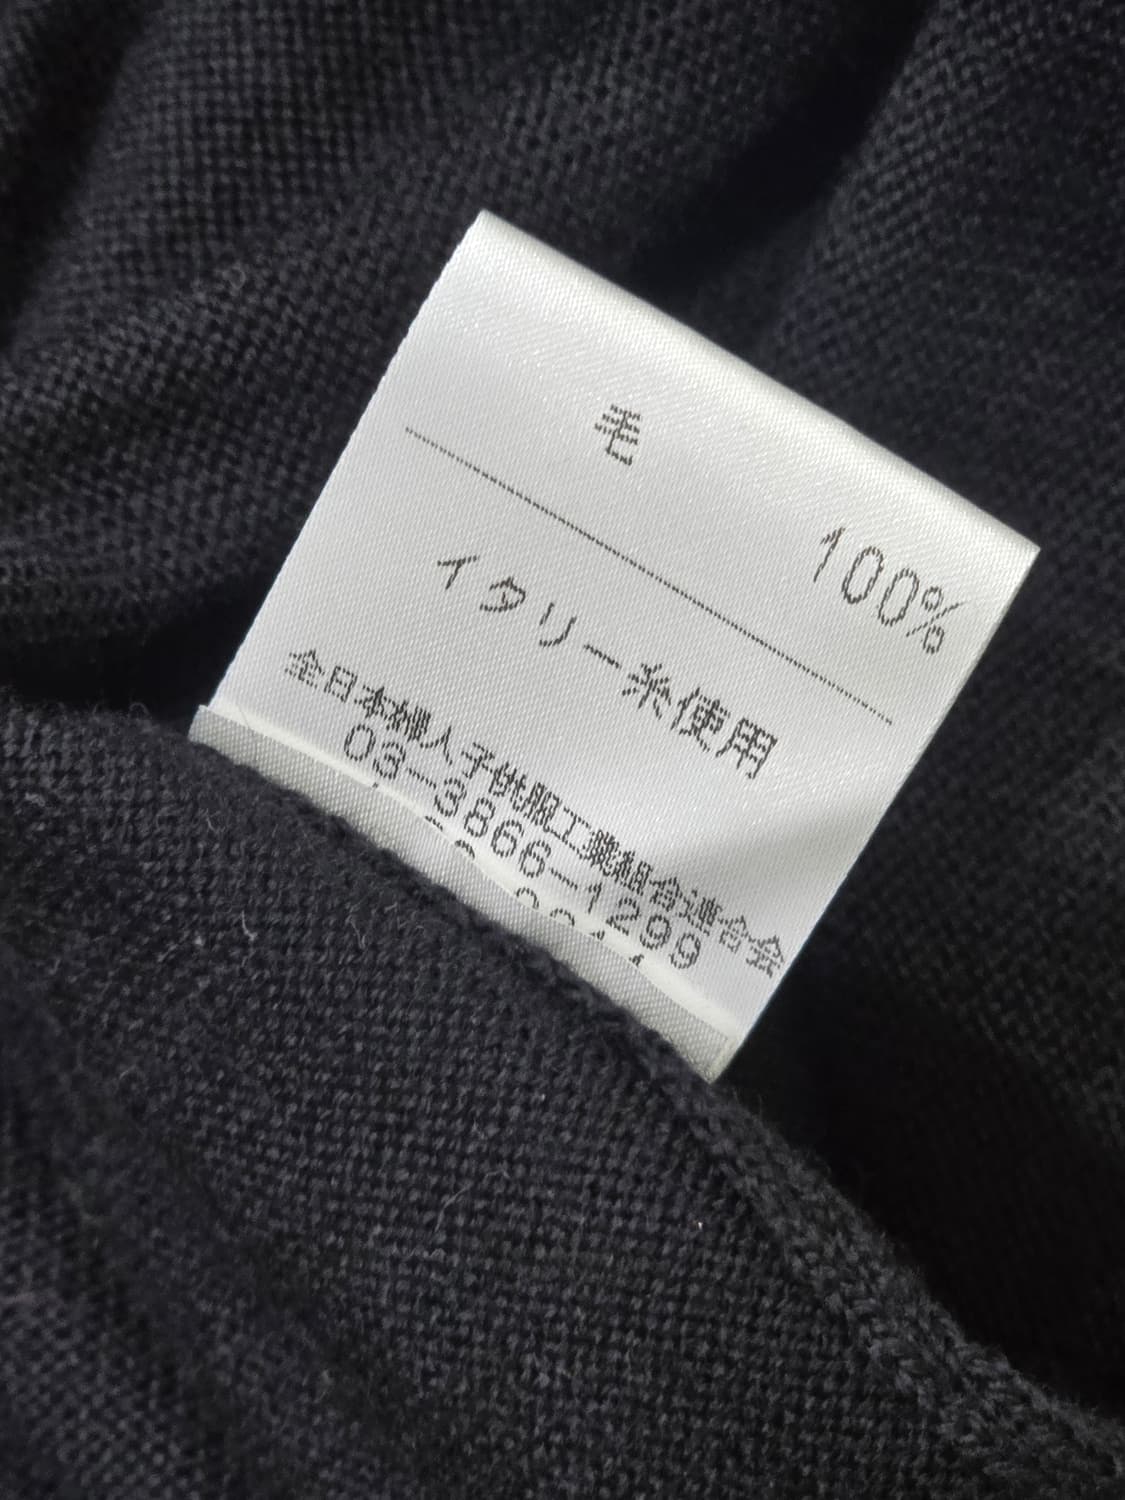 毛 100%
イタリー糸使用
全日本婦人子供服工業組合連合会
03-3866-1299